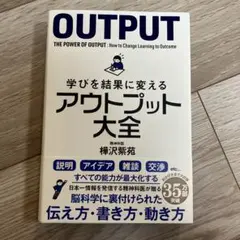 OUTPUT
THE POWER OF OUTPUT : How to Change Learning to Outcome
学びを結果に変える
アウトプット
大全
精神科医
樺沢紫苑
説明 アイデア 雑談 交渉
すべての能力が最大化する
日本一情報を発信する精神科医が贈る
35万部
脳科学に裏付けられた
伝え方・書き方・動き方